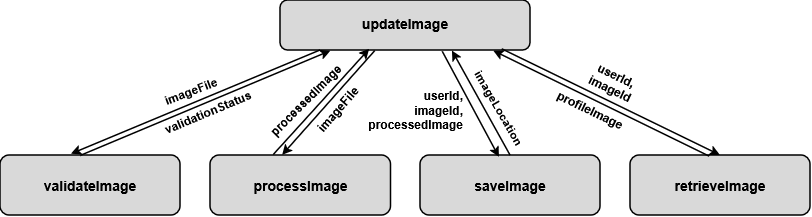 updateImage
imageFile
validationStatus
processedImage
imageFile
userId,
imageId,
processedImage
imageLocation
userId,
imageId
profileImage
validateImage
processImage
saveImage
retrieveImage